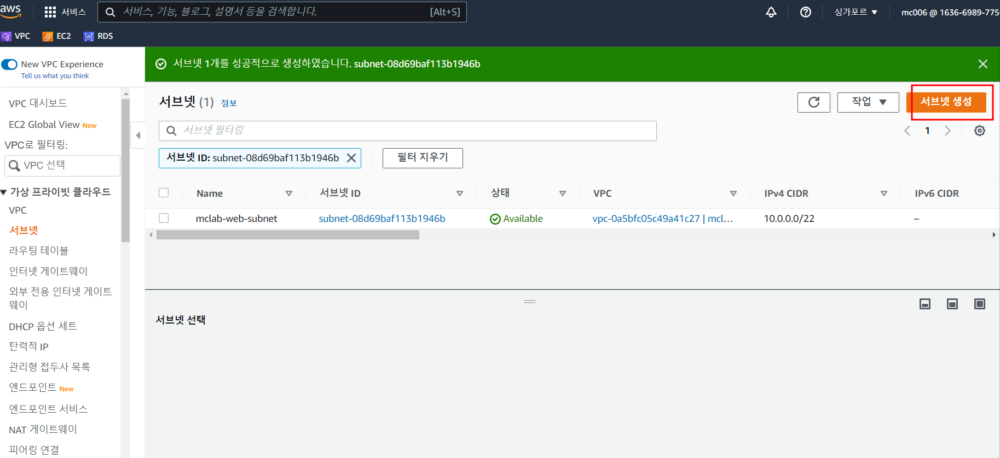 aws 서비스 서비스, 기능, 블로그, 설명서 등을 검색합니다. [Alt+S] 싱가포르 ▼ mc006 @ 1636-6989-775
VPC EC2 RDS
New VPC Experience
Tell us what you think
VPC 대시보드
EC2 Global View New
VPC로 필터링:
VPC 선택
가상 프라이빗 클라우드
VPC
서브넷
라우팅 테이블
인터넷 게이트웨이
외부 전용 인터넷 게이트
웨이
DHCP 옵션 세트
탄력적 IP
관리형 접두사 목록
엔드포인트 New
엔드포인트 서비스
NAT 게이트웨이
피어링 연결
서브넷 1개를 성공적으로 생성하였습니다. subnet-08d69baf113b1946b
서브넷 (1) 정보 작업 ▼ 서브넷 생성
서브넷 필터링 1
서브넷 ID: subnet-08d69baf113b1946b 필터 지우기
Name 서브넷 ID 상태 VPC IPv4 CIDR IPv6 CIDR
mclab-web-subnet subnet-08d69baf113b1946b Available vpc-0a5bfc05c49a41c27 | mcl... 10.0.0.0/22 –
서브넷 선택